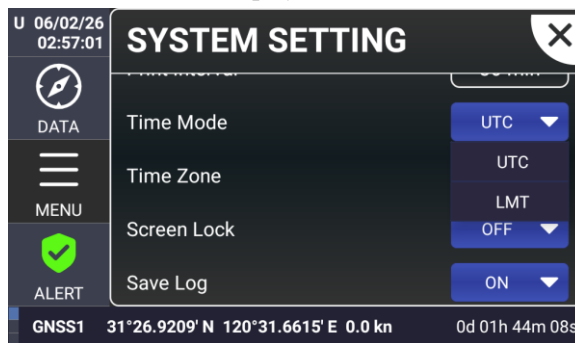 U 06/02/26
02:57:01
SYSTEM SETTING
DATA
Time Mode
UTC
Time Zone
UTC
MENU
LMT
Screen Lock
OFF
ALERT
Save Log
ON
GNSS1 31°26.9209' N 120°31.6615' E 0.0 kn 0d 01h 44m 08s